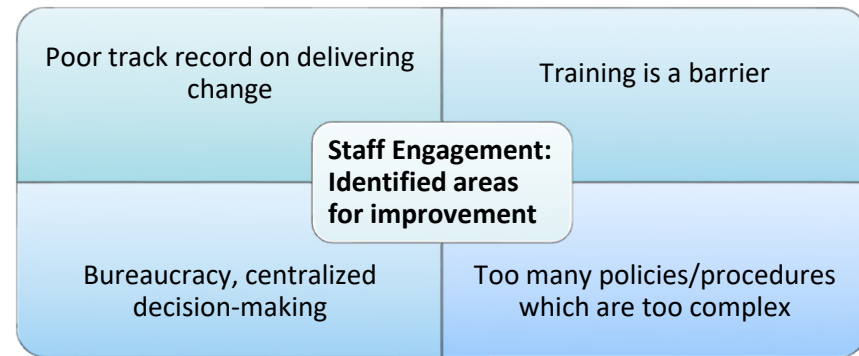 Poor track record on delivering
change
Training is a barrier
Staff Engagement:
Identified areas
for improvement
Bureaucracy, centralized
decision-making
Too many policies/procedures
which are too complex